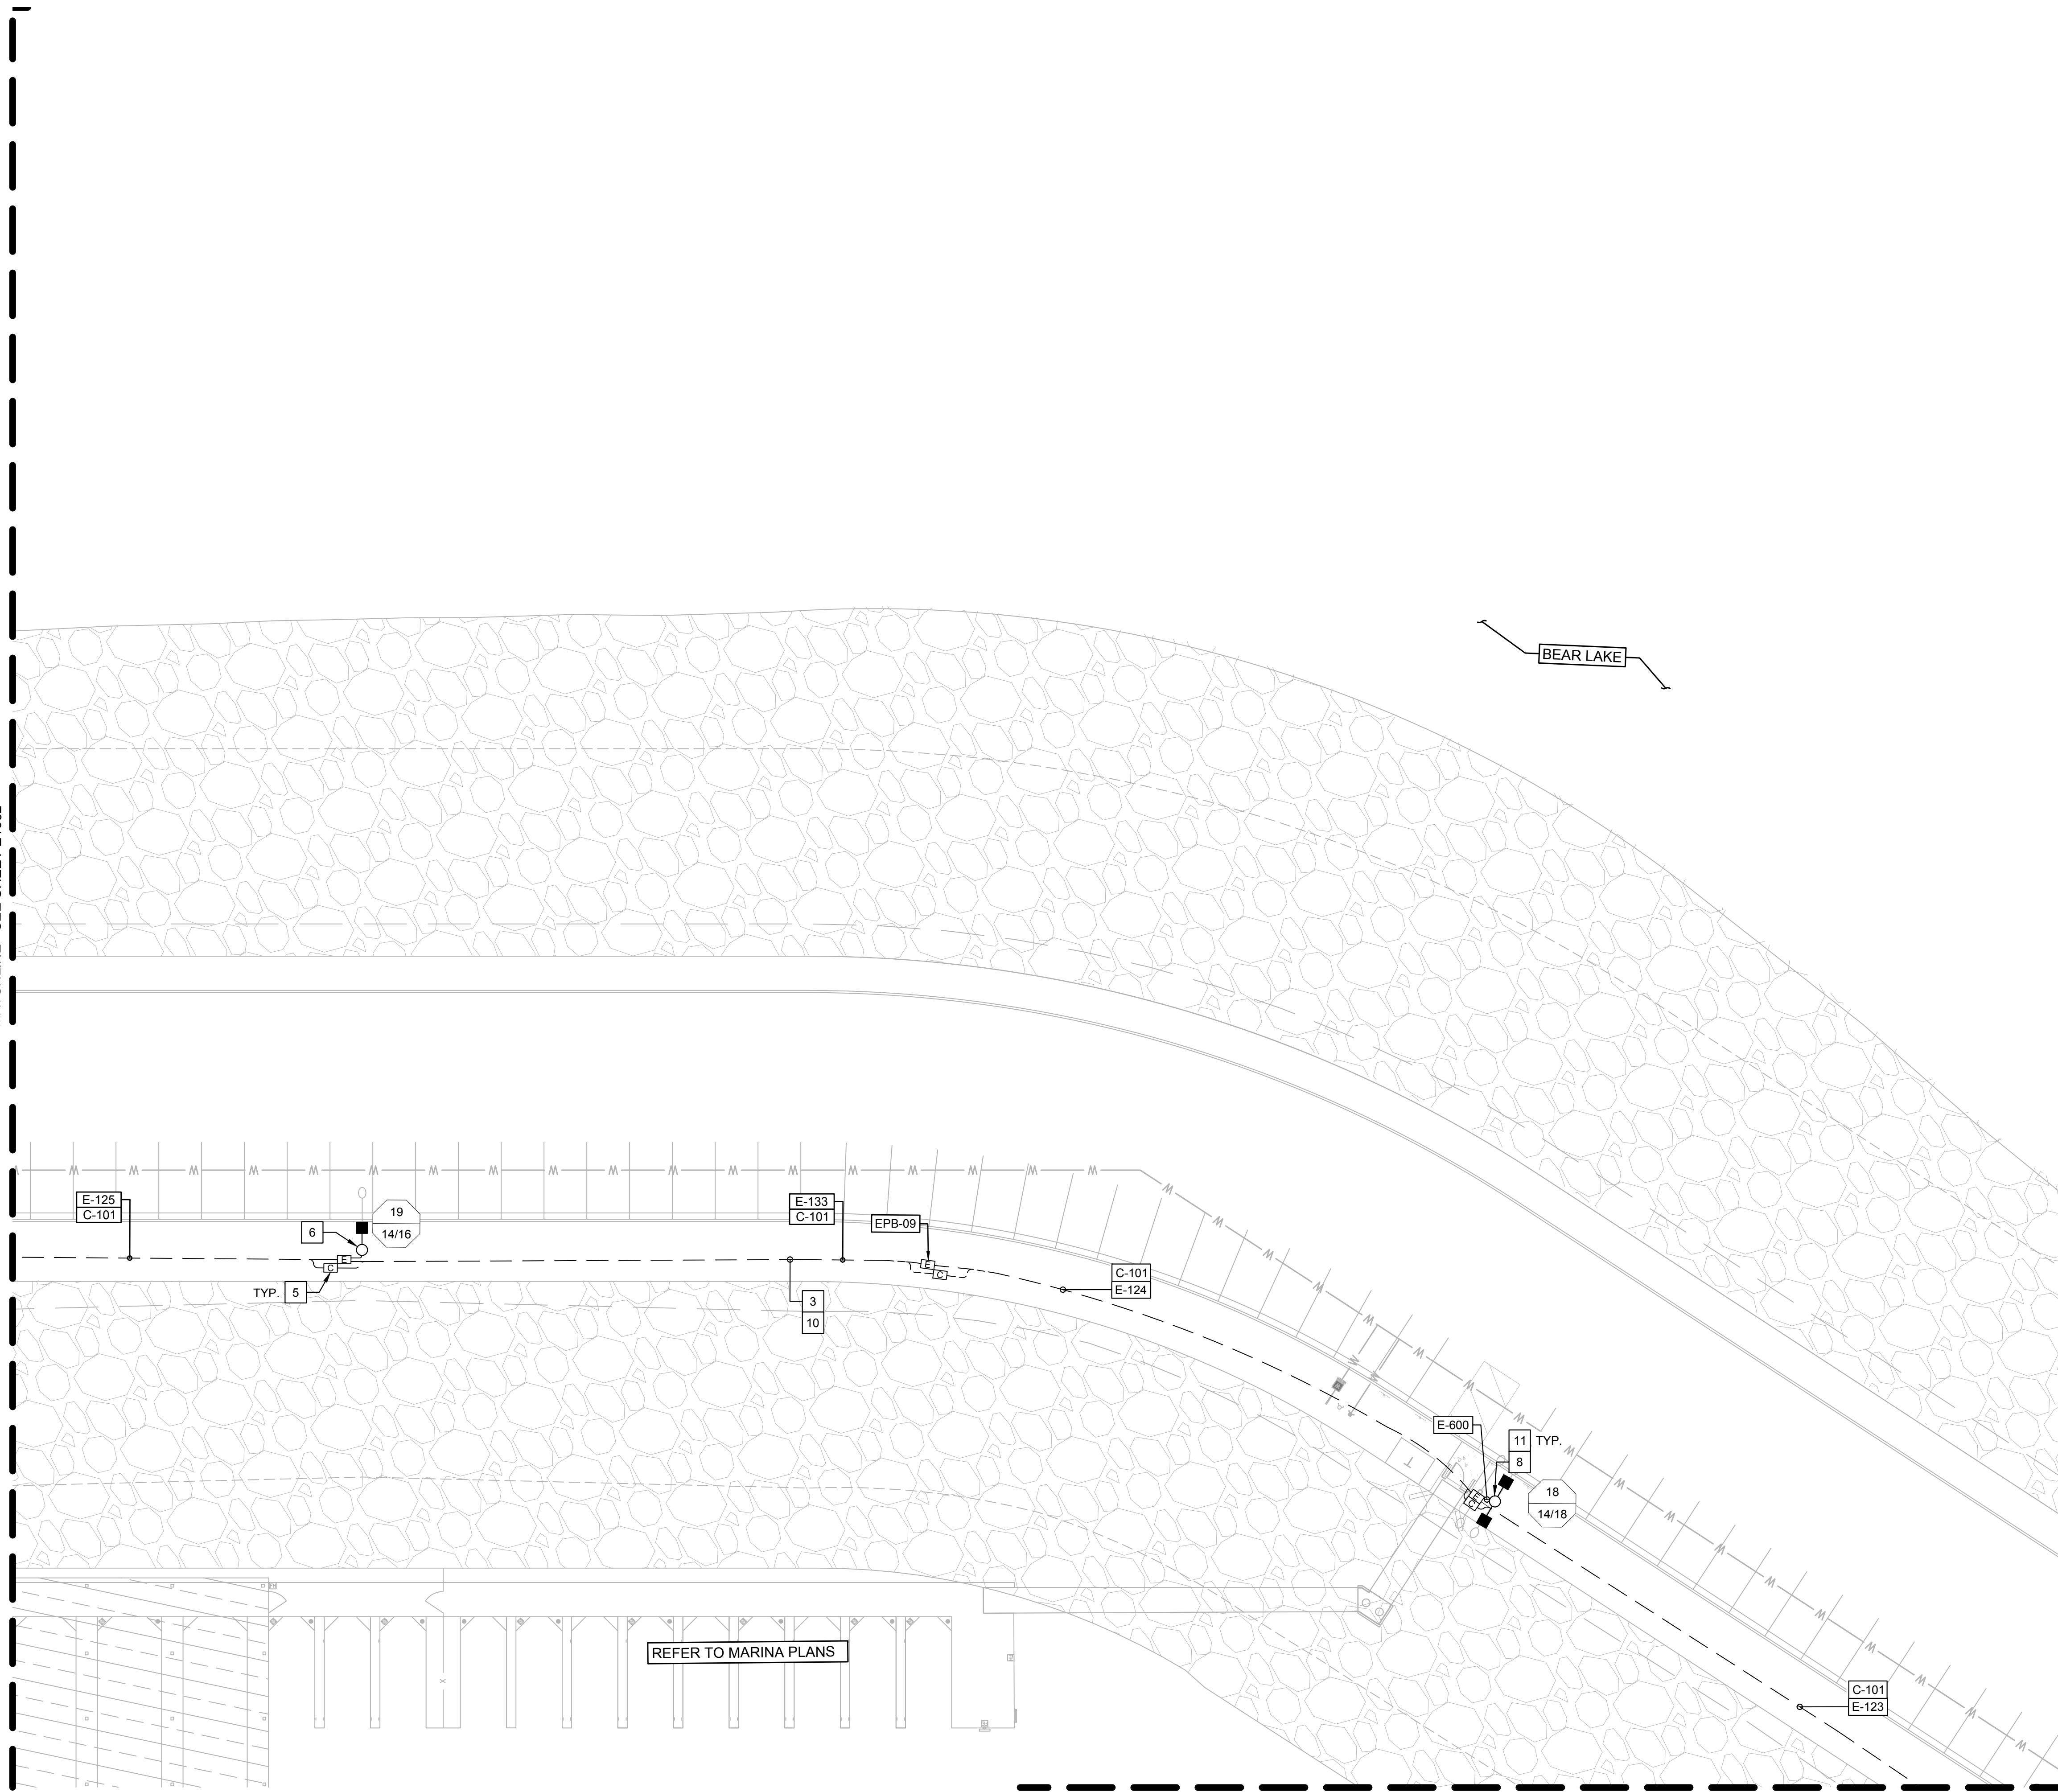 BEAR LAKE
E-125
C-101
6
19
14/16
E
C
TYP. 5
E-133
C-101
EPB-09
E
C
3
10
C-101
E-124
E-600
11 TYP.
8
E
C
T
18
14/18
REFER TO MARINA PLANS
X
C-101
E-123
W W W W W W W W W W W W W W W W W W W